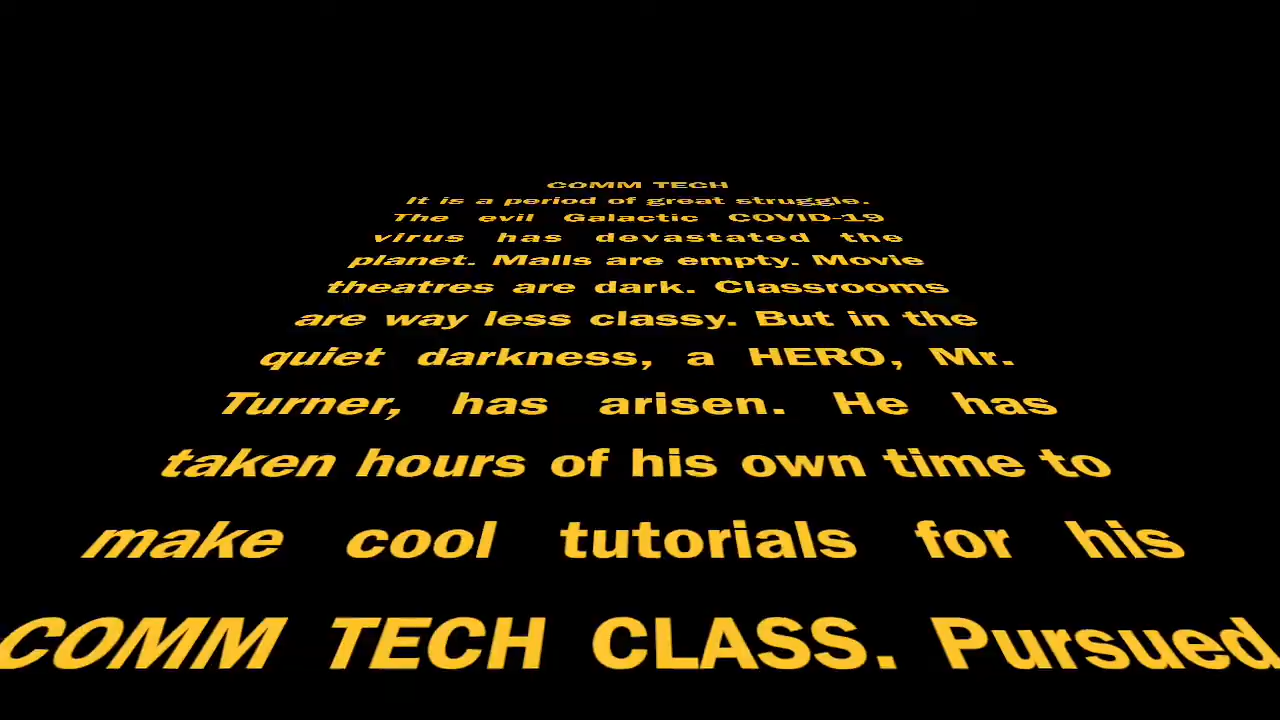 COMM TECH
It is a period of great struggle.
The evil Galactic COVID-19
virus has devastated the
planet. Malls are empty. Movie
theatres are dark. Classrooms
are way less classy. But in the
quiet darkness, a HERO, Mr.
Turner, has arisen. He has
taken hours of his own time to
make cool tutorials for his
COMM TECH CLASS. Pursued